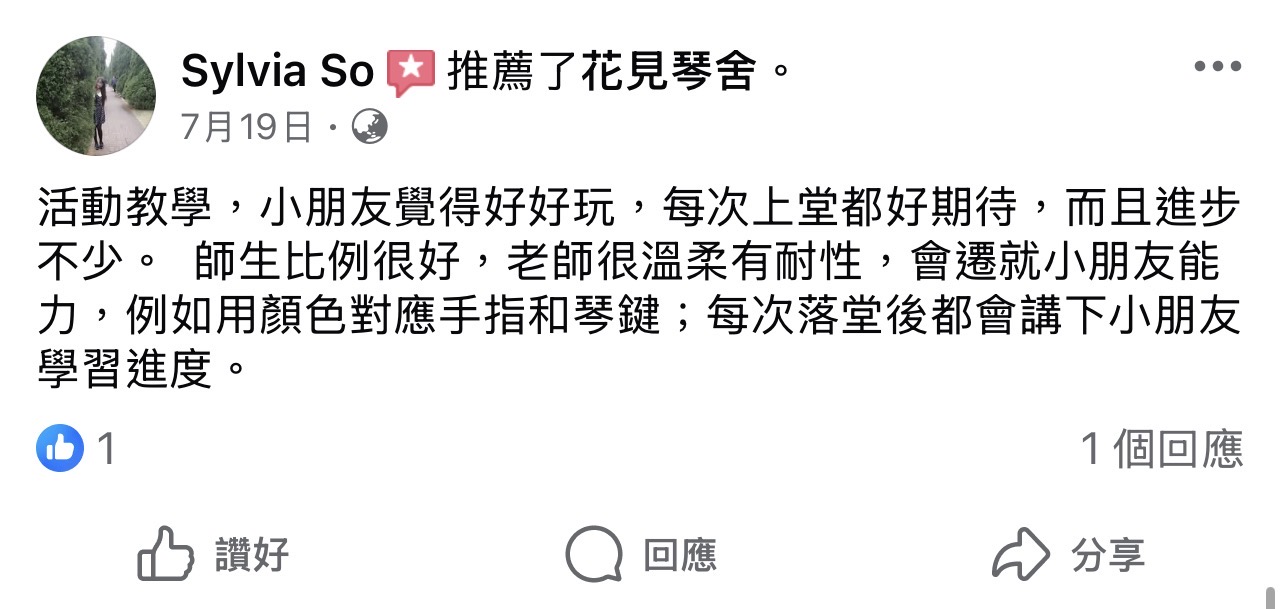 Sylvia So 推薦了花見琴舍。
7月19日 ·
活動教學，小朋友覺得好好玩，每次上堂都好期待，而且進步
不少。 師生比例很好，老師很溫柔有耐性，會遷就小朋友能
力，例如用顏色對應手指和琴鍵；每次落堂後都會講下小朋友
學習進度。
1
1 個回應
讚好
回應
分享